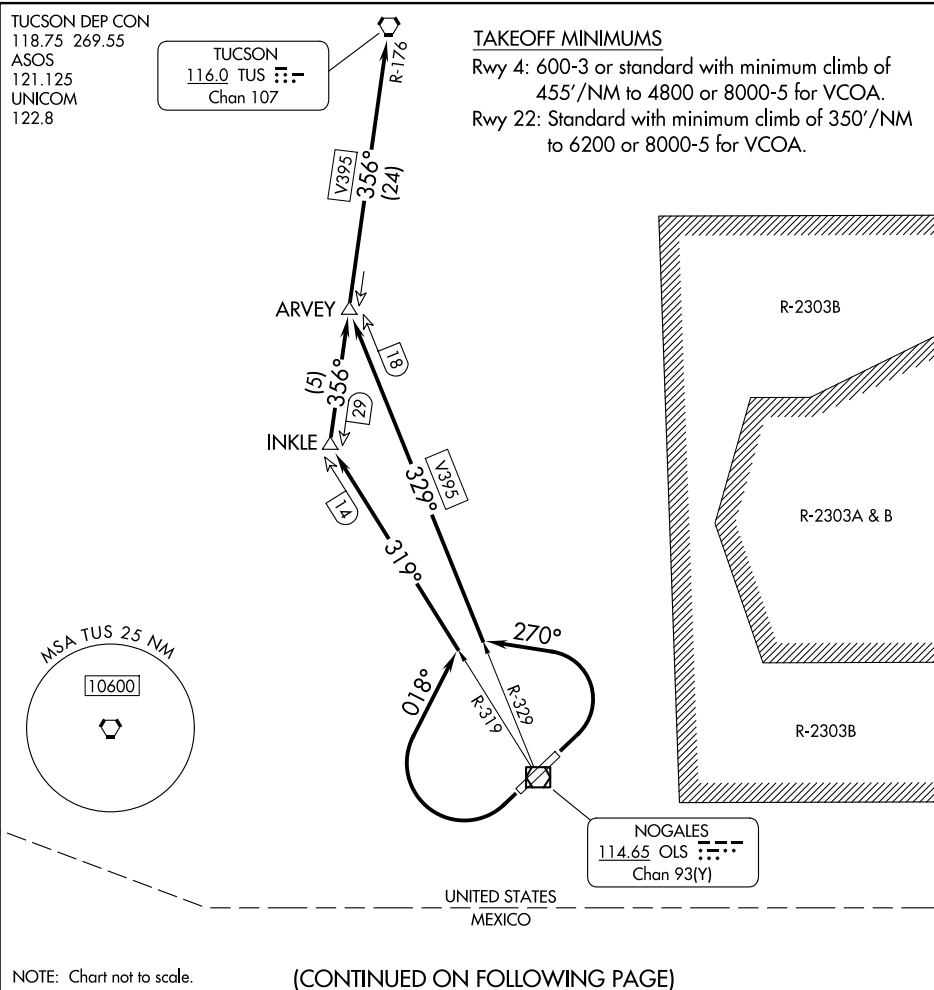 TUCSON DEP CON
118.75 269.55
ASOS
121.125
UNICOM
122.8
TUCSON
116.0 TUS
Chan 107
R-176
TAKEOFF MINIMUMS
Rwy 4: 600-3 or standard with minimum climb of
455'/NM to 4800 or 8000-5 for VCOA.
Rwy 22: Standard with minimum climb of 350'/NM
to 6200 or 8000-5 for VCOA.
V395
356°
(24)
ARVEY
18
(5)
356°
29
INKLE
14
V395
329°
319°
R-2303B
R-2303A & B
R-2303B
MSA TUS 25 NM
10600
018°
270°
R-319
R-329
NOGALES
114.65 OLS
Chan 93(Y)
UNITED STATES
MEXICO
NOTE: Chart not to scale.
(CONTINUED ON FOLLOWING PAGE)